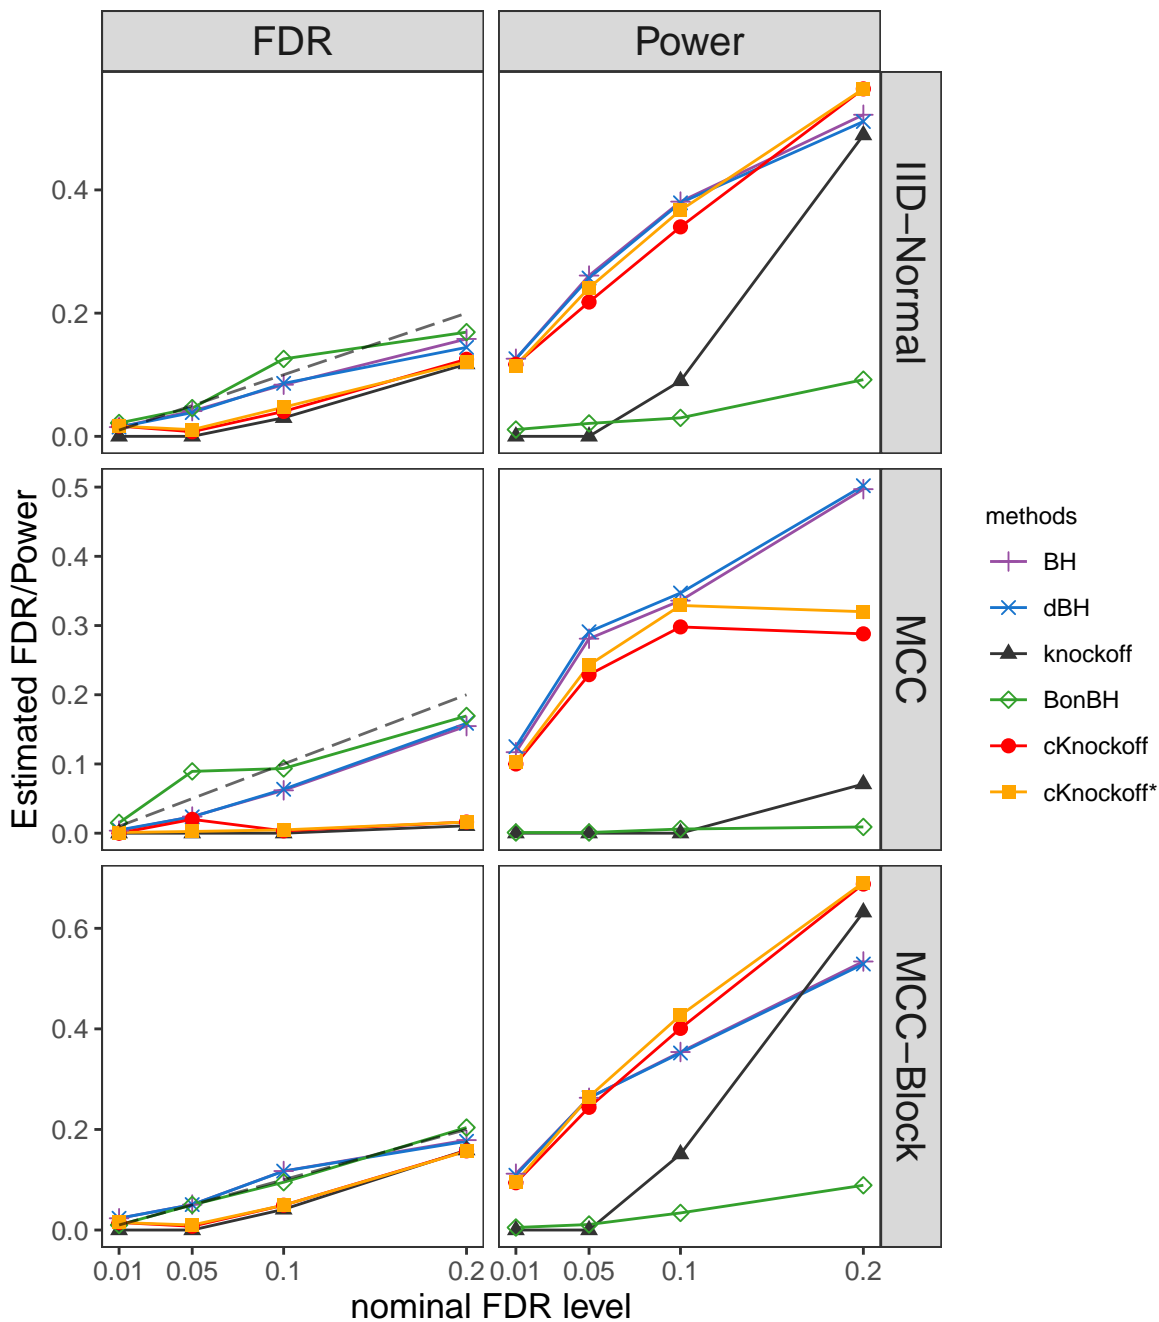 FDR Power
0.4
0.2
0.0
IID−Normal
0.5
0.4
0.3
0.2
0.1
0.0
MCC
0.6
0.4
0.2
0.0
MCC−Block
Estimated FDR/Power
0.01 0.05 0.1 0.2 0.01 0.05 0.1 0.2
nominal FDR level
methods
BH
dBH
knockoff
BonBH
cKnockoff
cKnockoff*